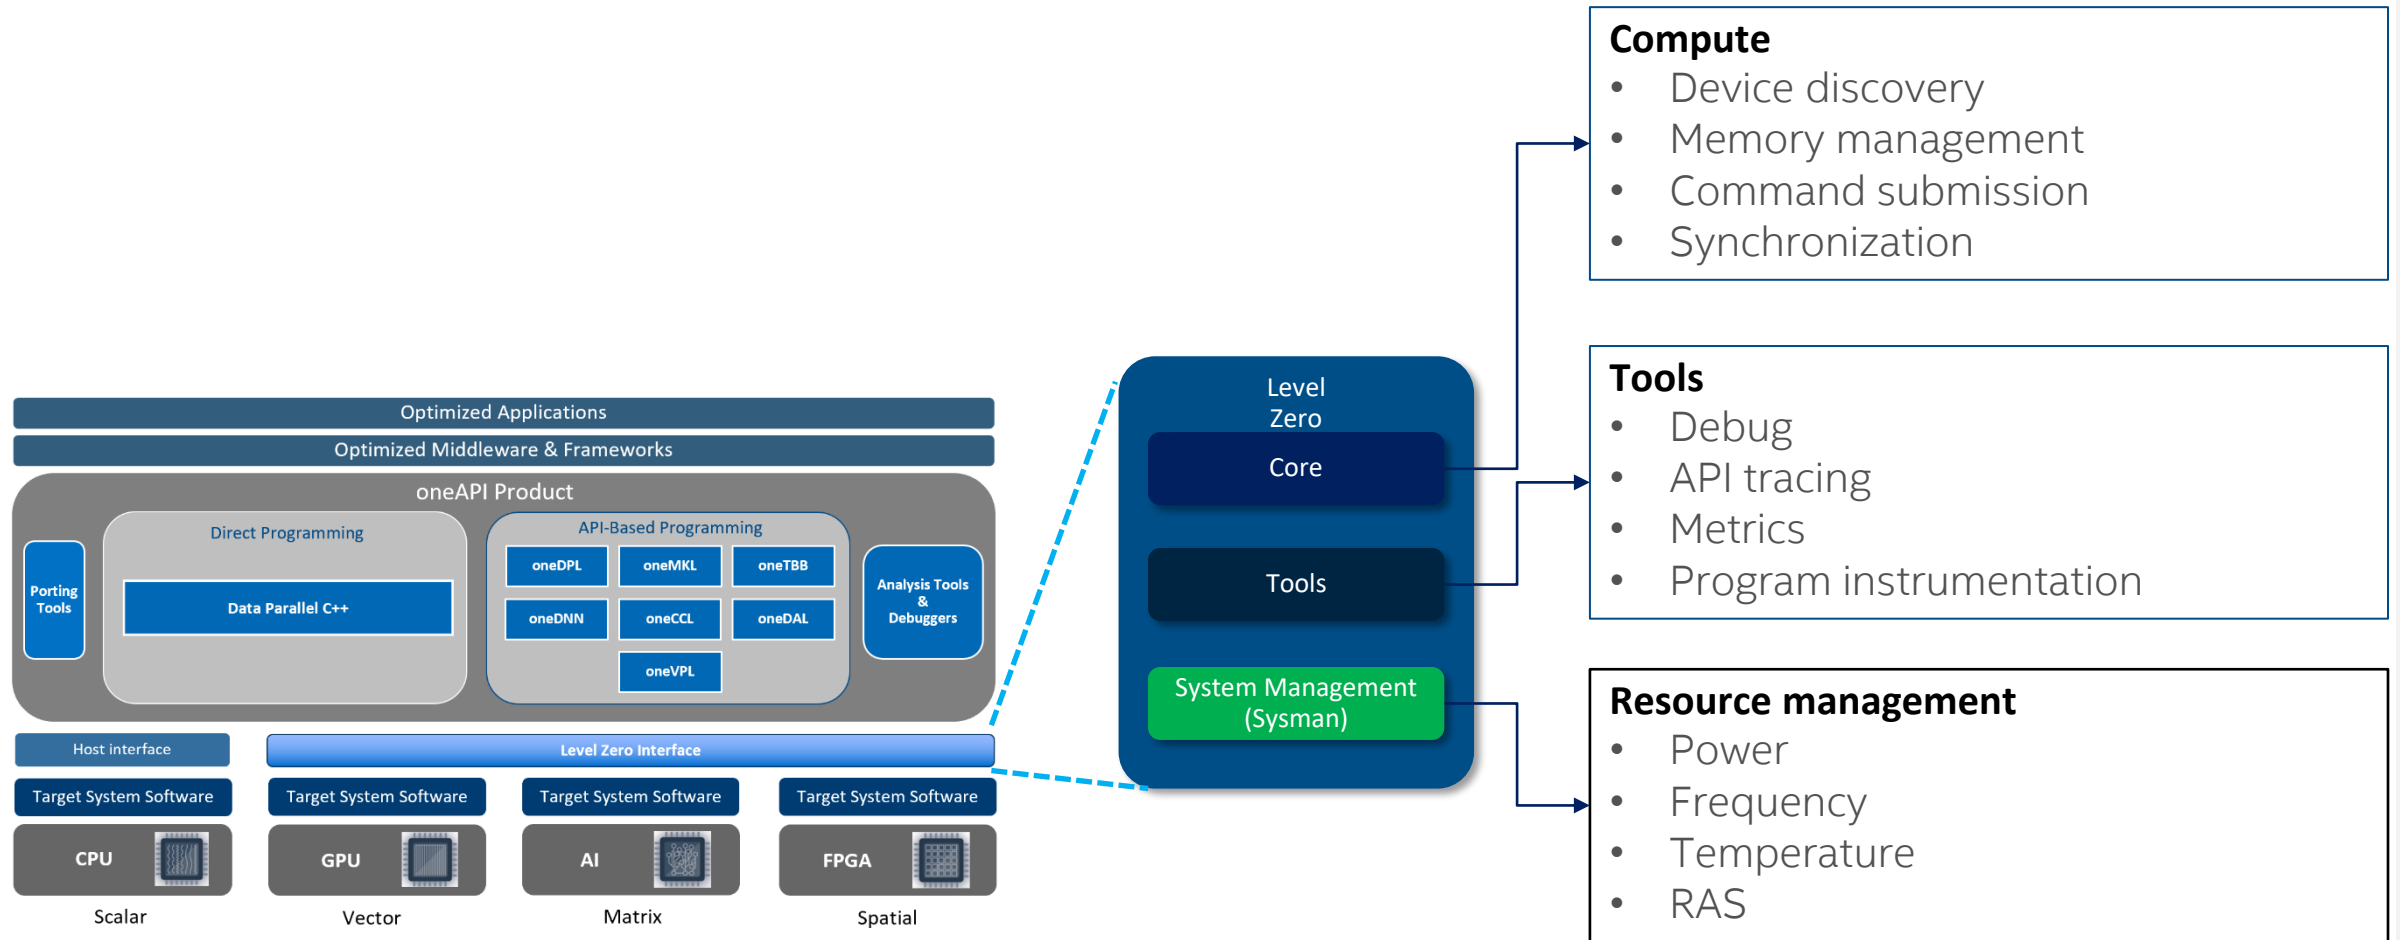 Optimized Applications
Optimized Middleware & Frameworks
oneAPI Product
Porting
Tools
Direct Programming
Data Parallel C++
API-Based Programming
oneDPL
oneMKL
oneTBB
oneDNN
oneCCL
oneDAL
oneVPL
Analysis Tools
&
Debuggers
Host interface
Level Zero Interface
Target System Software
Target System Software
Target System Software
Target System Software
CPU
GPU
AI
FPGA
Scalar
Vector
Matrix
Spatial
Level
Zero
Core
Tools
System Management
(Sysman)
Compute
• Device discovery
• Memory management
• Command submission
• Synchronization
Tools
• Debug
• API tracing
• Metrics
• Program instrumentation
Resource management
• Power
• Frequency
• Temperature
• RAS